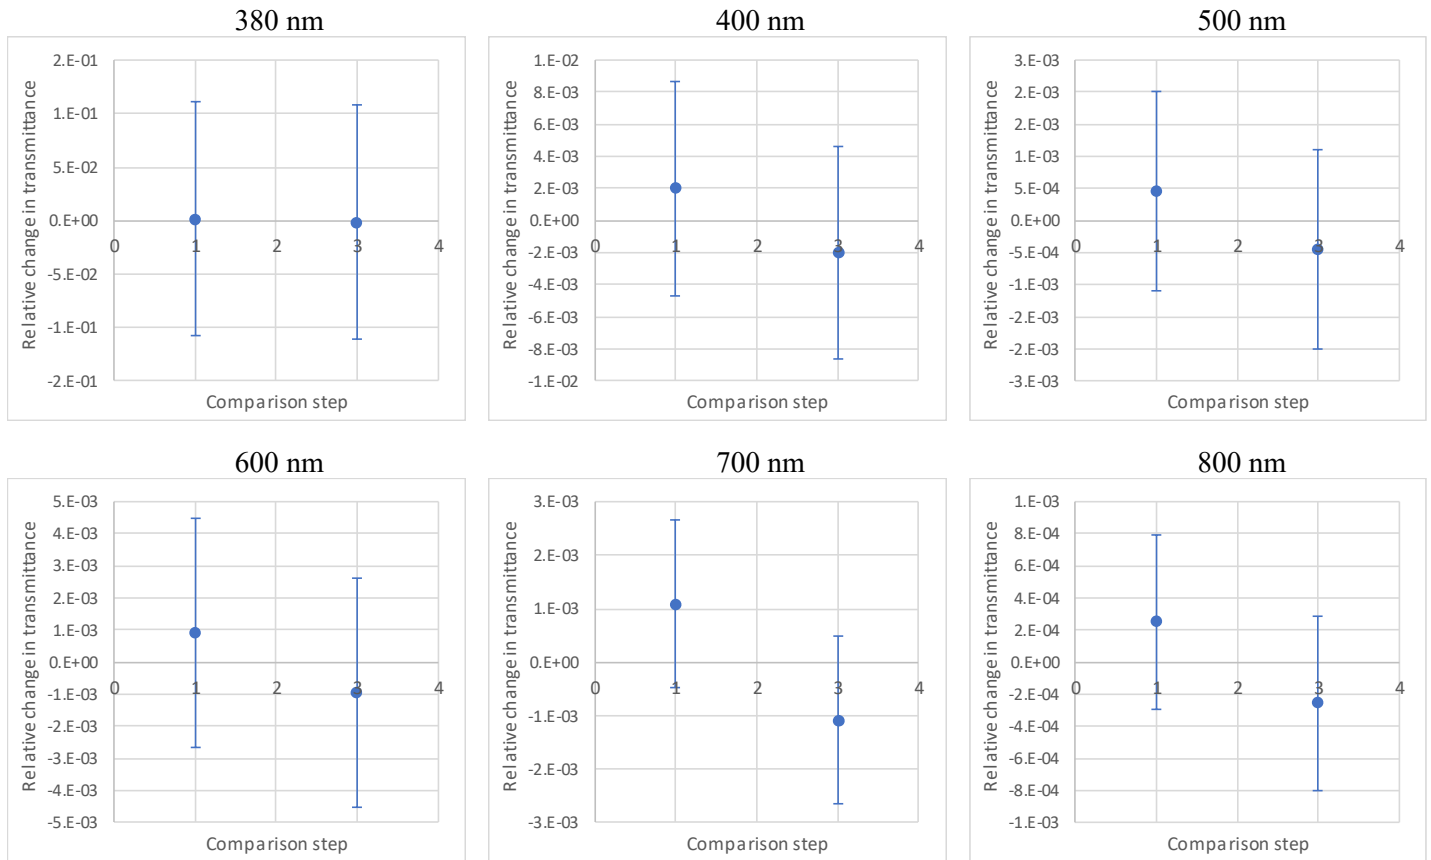 380 nm
2.E-01
1.E-01
5.E-02
0.E+00
-5.E-02
-1.E-01
-2.E-01
0 1 2 3 4
Relative change in transmittance
Comparison step
400 nm
1.E-02
8.E-03
6.E-03
4.E-03
2.E-03
0.E+00
-2.E-03
-4.E-03
-6.E-03
-8.E-03
-1.E-02
0 1 2 3 4
Relative change in transmittance
Comparison step
500 nm
3.E-03
2.E-03
2.E-03
1.E-03
5.E-04
0.E+00
-5.E-04
-1.E-03
-2.E-03
-2.E-03
-3.E-03
0 1 2 3 4
Relative change in transmittance
Comparison step
600 nm
5.E-03
4.E-03
3.E-03
2.E-03
1.E-03
0.E+00
-1.E-03
-2.E-03
-3.E-03
-4.E-03
-5.E-03
0 1 2 3 4
Relative change in transmittance
Comparison step
700 nm
3.E-03
2.E-03
1.E-03
0.E+00
-1.E-03
-2.E-03
-3.E-03
0 1 2 3 4
Relative change in transmittance
Comparison step
800 nm
1.E-03
8.E-04
6.E-04
4.E-04
2.E-04
0.E+00
-2.E-04
-4.E-04
-6.E-04
-8.E-04
-1.E-03
0 1 2 3 4
Relative change in transmittance
Comparison step